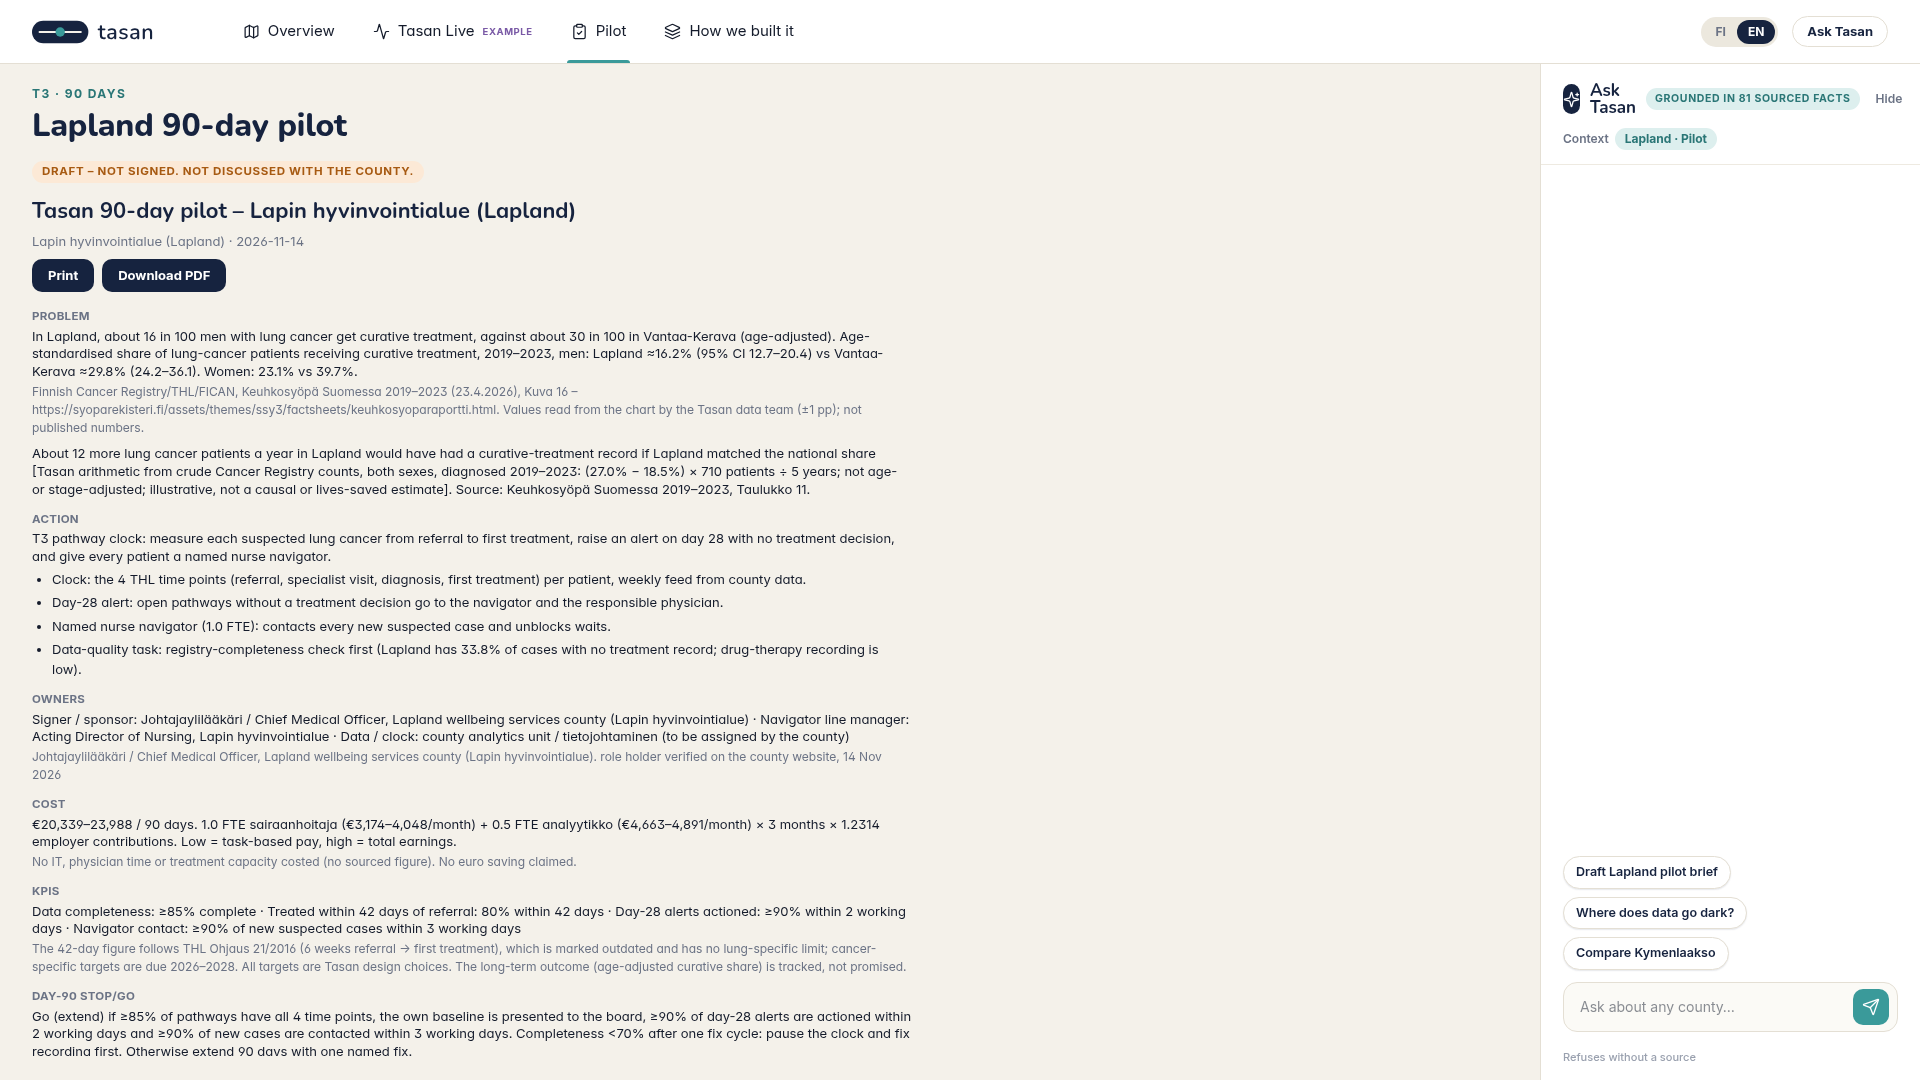 tasan
Overview
Tasan Live EXAMPLE
Pilot
How we built it
FI EN
Ask Tasan
T3 · 90 DAYS
Lapland 90-day pilot
DRAFT – NOT SIGNED. NOT DISCUSSED WITH THE COUNTY.
Tasan 90-day pilot – Lapin hyvinvointialue (Lapland)
Lapin hyvinvointialue (Lapland) · 2026-11-14
Print
Download PDF
PROBLEM
In Lapland, about 16 in 100 men with lung cancer get curative treatment, against about 30 in 100 in Vantaa-Kerava (age-adjusted). Age-
standardised share of lung-cancer patients receiving curative treatment, 2019–2023, men: Lapland ≈16.2% (95% CI 12.7–20.4) vs Vantaa-
Kerava ≈29.8% (24.2–36.1). Women: 23.1% vs 39.7%.
Finnish Cancer Registry/THL/FICAN, Keuhkosyöpä Suomessa 2019–2023 (23.4.2026), Kuva 16 –
https://syoparekisteri.fi/assets/themes/ssy3/factsheets/keuhkosyoparaportti.html. Values read from the chart by the Tasan data team (±1 pp); not
published numbers.
About 12 more lung cancer patients a year in Lapland would have had a curative-treatment record if Lapland matched the national share
[Tasan arithmetic from crude Cancer Registry counts, both sexes, diagnosed 2019–2023: (27.0% − 18.5%) × 710 patients ÷ 5 years; not age-
or stage-adjusted; illustrative, not a causal or lives-saved estimate]. Source: Keuhkosyöpä Suomessa 2019–2023, Taulukko 11.
ACTION
T3 pathway clock: measure each suspected lung cancer from referral to first treatment, raise an alert on day 28 with no treatment decision,
and give every patient a named nurse navigator.
• Clock: the 4 THL time points (referral, specialist visit, diagnosis, first treatment) per patient, weekly feed from county data.
• Day-28 alert: open pathways without a treatment decision go to the navigator and the responsible physician.
• Named nurse navigator (1.0 FTE): contacts every new suspected case and unblocks waits.
• Data-quality task: registry-completeness check first (Lapland has 33.8% of cases with no treatment record; drug-therapy recording is
low).
OWNERS
Signer / sponsor: Johtajaylilääkäri / Chief Medical Officer, Lapland wellbeing services county (Lapin hyvinvointialue) · Navigator line manager:
Acting Director of Nursing, Lapin hyvinvointialue · Data / clock: county analytics unit / tietojohtaminen (to be assigned by the county)
Johtajaylilääkäri / Chief Medical Officer, Lapland wellbeing services county (Lapin hyvinvointialue). role holder verified on the county website, 14 Nov
2026
COST
€20,339–23,988 / 90 days. 1.0 FTE sairaanhoitaja (€3,174–4,048/month) + 0.5 FTE analyytikko (€4,663–4,891/month) × 3 months × 1.2314
employer contributions. Low = task-based pay, high = total earnings.
No IT, physician time or treatment capacity costed (no sourced figure). No euro saving claimed.
KPIS
Data completeness: ≥85% complete · Treated within 42 days of referral: 80% within 42 days · Day-28 alerts actioned: ≥90% within 2 working
days · Navigator contact: ≥90% of new suspected cases within 3 working days
The 42-day figure follows THL Ohjaus 21/2016 (6 weeks referral → first treatment), which is marked outdated and has no lung-specific limit; cancer-
specific targets are due 2026–2028. All targets are Tasan design choices. The long-term outcome (age-adjusted curative share) is tracked, not promised.
DAY-90 STOP/GO
Go (extend) if ≥85% of pathways have all 4 time points, the own baseline is presented to the board, ≥90% of day-28 alerts are actioned within
2 working days and ≥90% of new cases are contacted within 3 working days. Completeness <70% after one fix cycle: pause the clock and fix
recording first. Otherwise extend 90 days with one named fix.
Ask
Tasan
GROUNDED IN 81 SOURCED FACTS
Hide
Context Lapland · Pilot
Draft Lapland pilot brief
Where does data go dark?
Compare Kymenlaakso
Ask about any county...
Refuses without a source